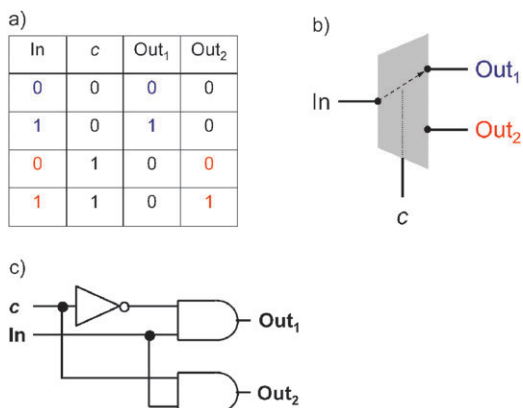 a)
In c Out₁ Out₂
0 0 0 0
1 0 1 0
0 1 0 0
1 1 0 1
b)
In
Out₁
Out₂
c
c)
c
In
Out₁
Out₂